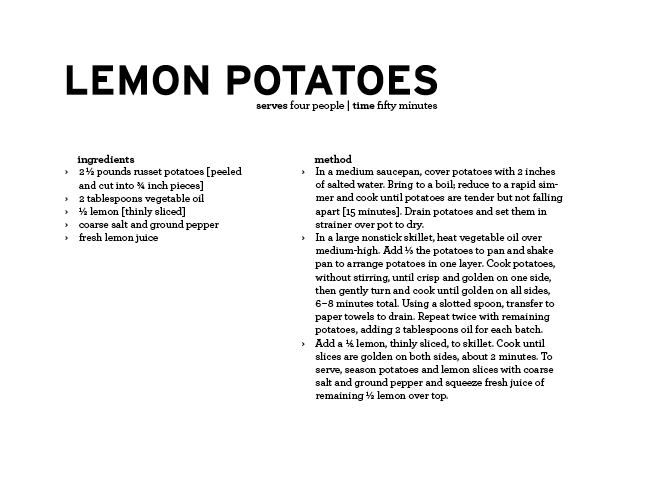 LEMON POTATOES
serves four people | time fifty minutes
ingredients
› 2 ½ pounds russet potatoes [peeled
and cut into ¾ inch pieces]
› 2 tablespoons vegetable oil
› ½ lemon [thinly sliced]
› coarse salt and ground pepper
› fresh lemon juice
method
› In a medium saucepan, cover potatoes with 2 inches
of salted water. Bring to a boil; reduce to a rapid sim-
mer and cook until potatoes are tender but not falling
apart [15 minutes]. Drain potatoes and set them in
strainer over pot to dry.
› In a large nonstick skillet, heat vegetable oil over
medium-high. Add ⅓ the potatoes to pan and shake
pan to arrange potatoes in one layer. Cook potatoes,
without stirring, until crisp and golden on one side,
then gently turn and cook until golden on all sides,
6–8 minutes total. Using a slotted spoon, transfer to
paper towels to drain. Repeat twice with remaining
potatoes, adding 2 tablespoons oil for each batch.
› Add a ½ lemon, thinly sliced, to skillet. Cook until
slices are golden on both sides, about 2 minutes. To
serve, season potatoes and lemon slices with coarse
salt and ground pepper and squeeze fresh juice of
remaining ½ lemon over top.